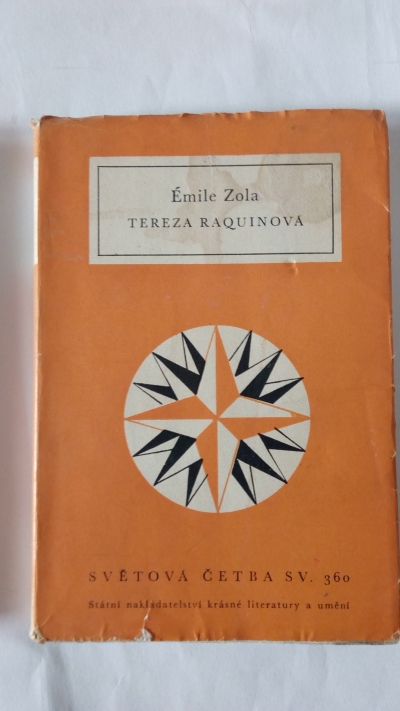 Émile Zola
TEREZA RAQUINOVÁ
SVĚTOVÁ ČETBA SV. 360
Státní nakladatelství krásné literatury a umění